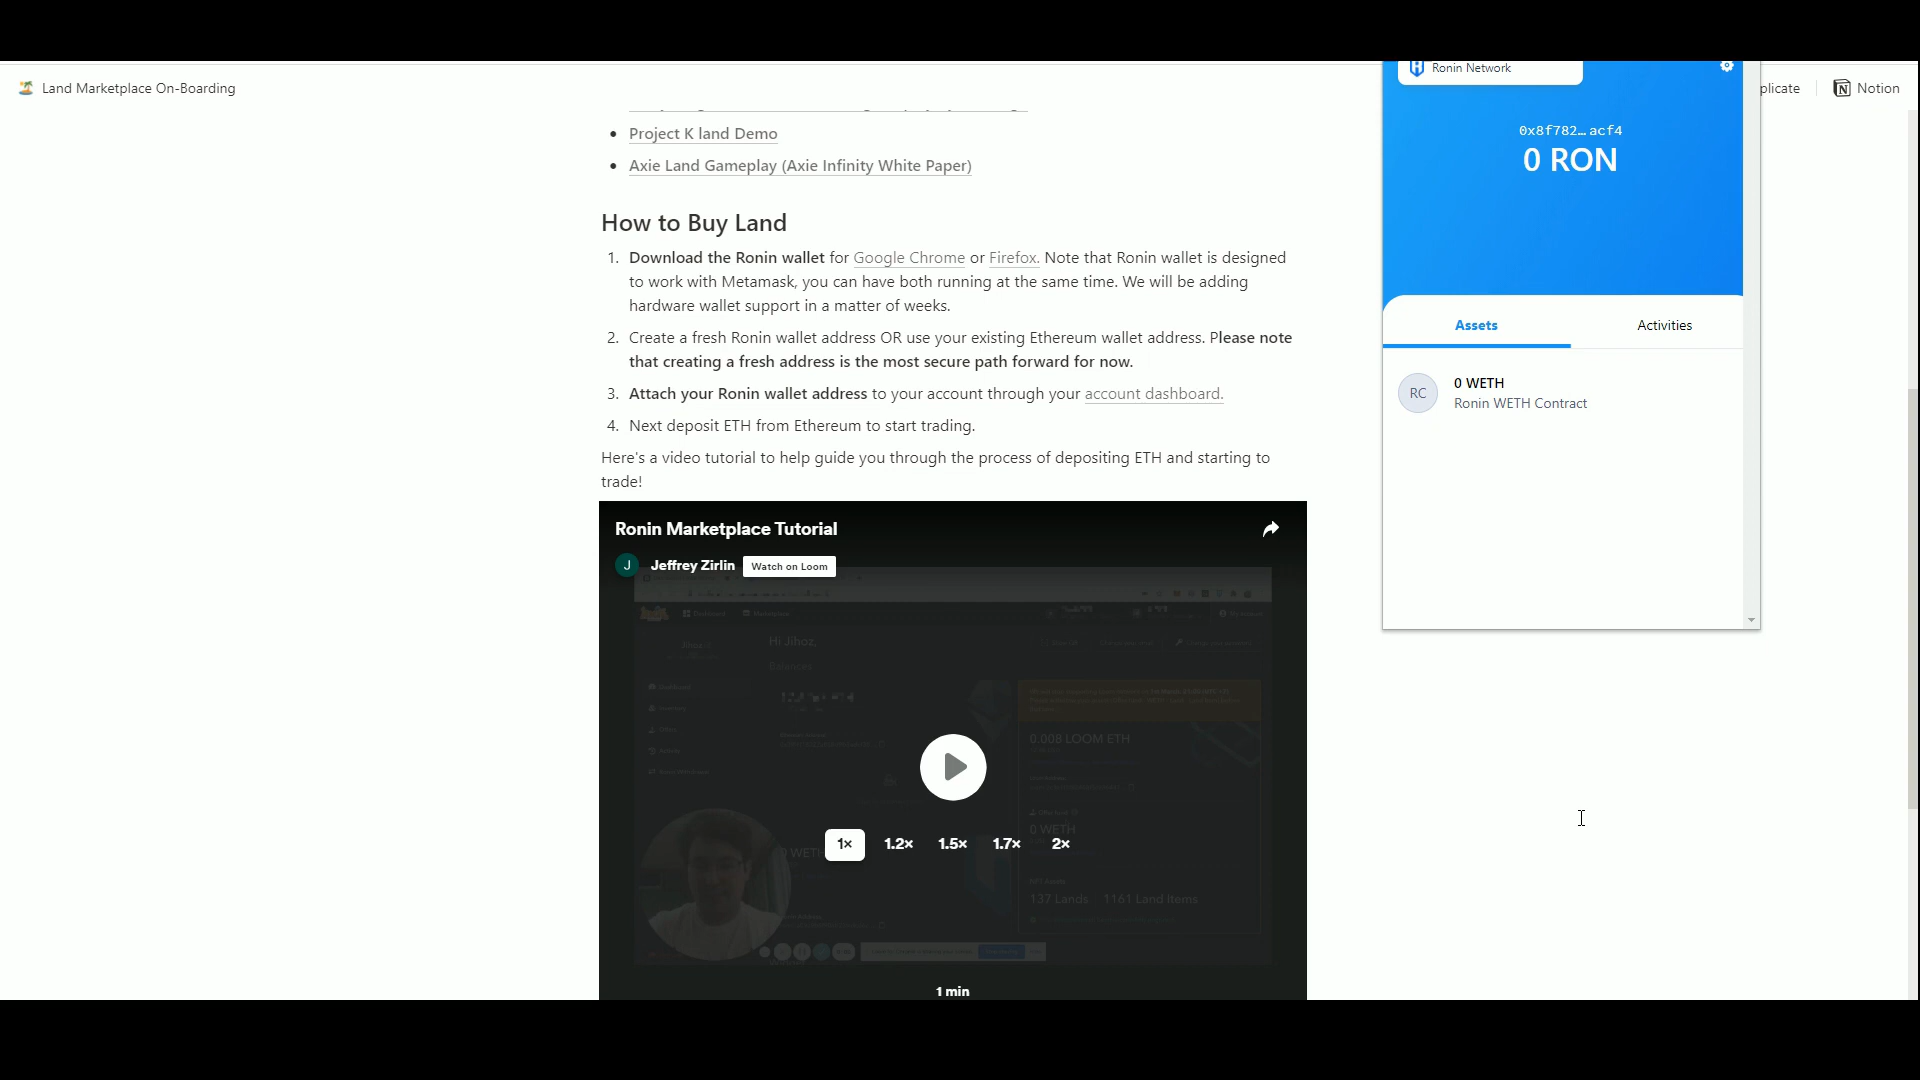 Land Marketplace On-Boarding
plicate
Notion
Project K land Demo
Axie Land Gameplay (Axie Infinity White Paper)
How to Buy Land
1. Download the Ronin wallet for Google Chrome or Firefox. Note that Ronin wallet is designed
to work with Metamask, you can have both running at the same time. We will be adding
hardware wallet support in a matter of weeks.
2. Create a fresh Ronin wallet address OR use your existing Ethereum wallet address. Please note
that creating a fresh address is the most secure path forward for now.
3. Attach your Ronin wallet address to your account through your account dashboard.
4. Next deposit ETH from Ethereum to start trading.
Here's a video tutorial to help guide you through the process of depositing ETH and starting to
trade!
Ronin Marketplace Tutorial
J Jeffrey Zirlin Watch on Loom
Hi Jihoz,
0.008 LOOM ETH
0 WETH
137 Lands 1161 Land Items
1× 1.2× 1.5× 1.7× 2×
1 min
Ronin Network
0x8f782...acf4
0 RON
Assets Activities
RC
0 WETH
Ronin WETH Contract